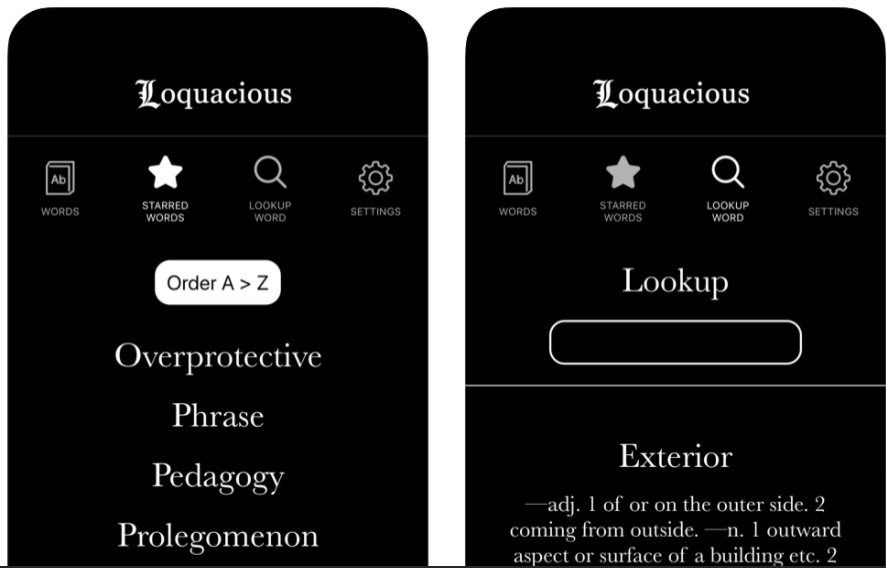 Loquacious
Ab
WORDS
STARRED
WORDS
LOOKUP
WORD
SETTINGS
Order A > Z
Overprotective
Phrase
Pedagogy
Prolegomenon
Loquacious
Ab
WORDS
STARRED
WORDS
LOOKUP
WORD
SETTINGS
Lookup
Exterior
—adj. 1 of or on the outer side. 2
coming from outside. —n. 1 outward
aspect or surface of a building etc. 2